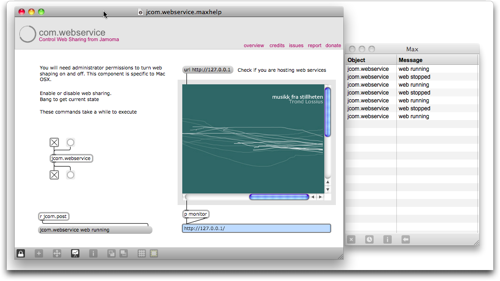 jcom.webservice.maxhelp
com.webservice
Control Web Sharing from Jamoma
overview credits issues report donate
You will need administrator permissions to turn web
shaping on and off. This component is specific to Mac
OSX.
Enable or disable web sharing.
Bang to get current state
These commands take a while to execute
url http://127.0.0.1
Check if you are hosting web services
musikk fra stillheten
Trond Lossius
jcom.webservice
r jcom.post
jcom.webservice web running
p monitor
http://127.0.0.1/
Max
Object Message
jcom.webservice web running
jcom.webservice web stopped
jcom.webservice web running
jcom.webservice web stopped
jcom.webservice web running
jcom.webservice web stopped
jcom.webservice web running